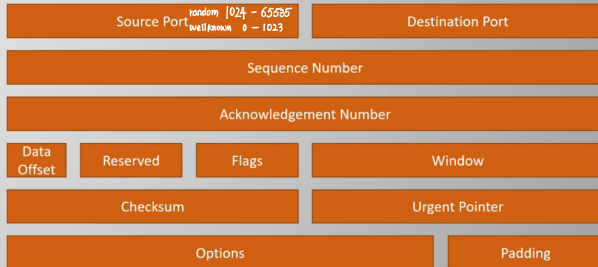 random 1024 - 65535
Source Port
wellknown 0 - 1023
Destination Port
Sequence Number
Acknowledgement Number
Data
Offset
Reserved
Flags
Window
Checksum
Urgent Pointer
Options
Padding